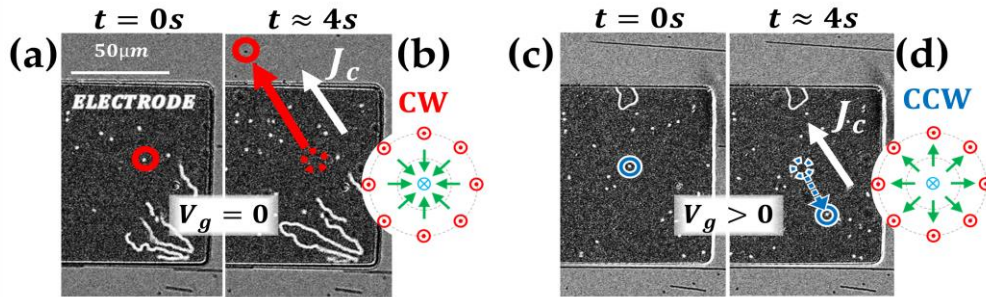 t = 0s
t ≈ 4s
t = 0s
t ≈ 4s
(a)
50μm
J_c
(b)
(c)
J_c
(d)
ELECTRODE
CW
CCW
V_g = 0
V_g > 0